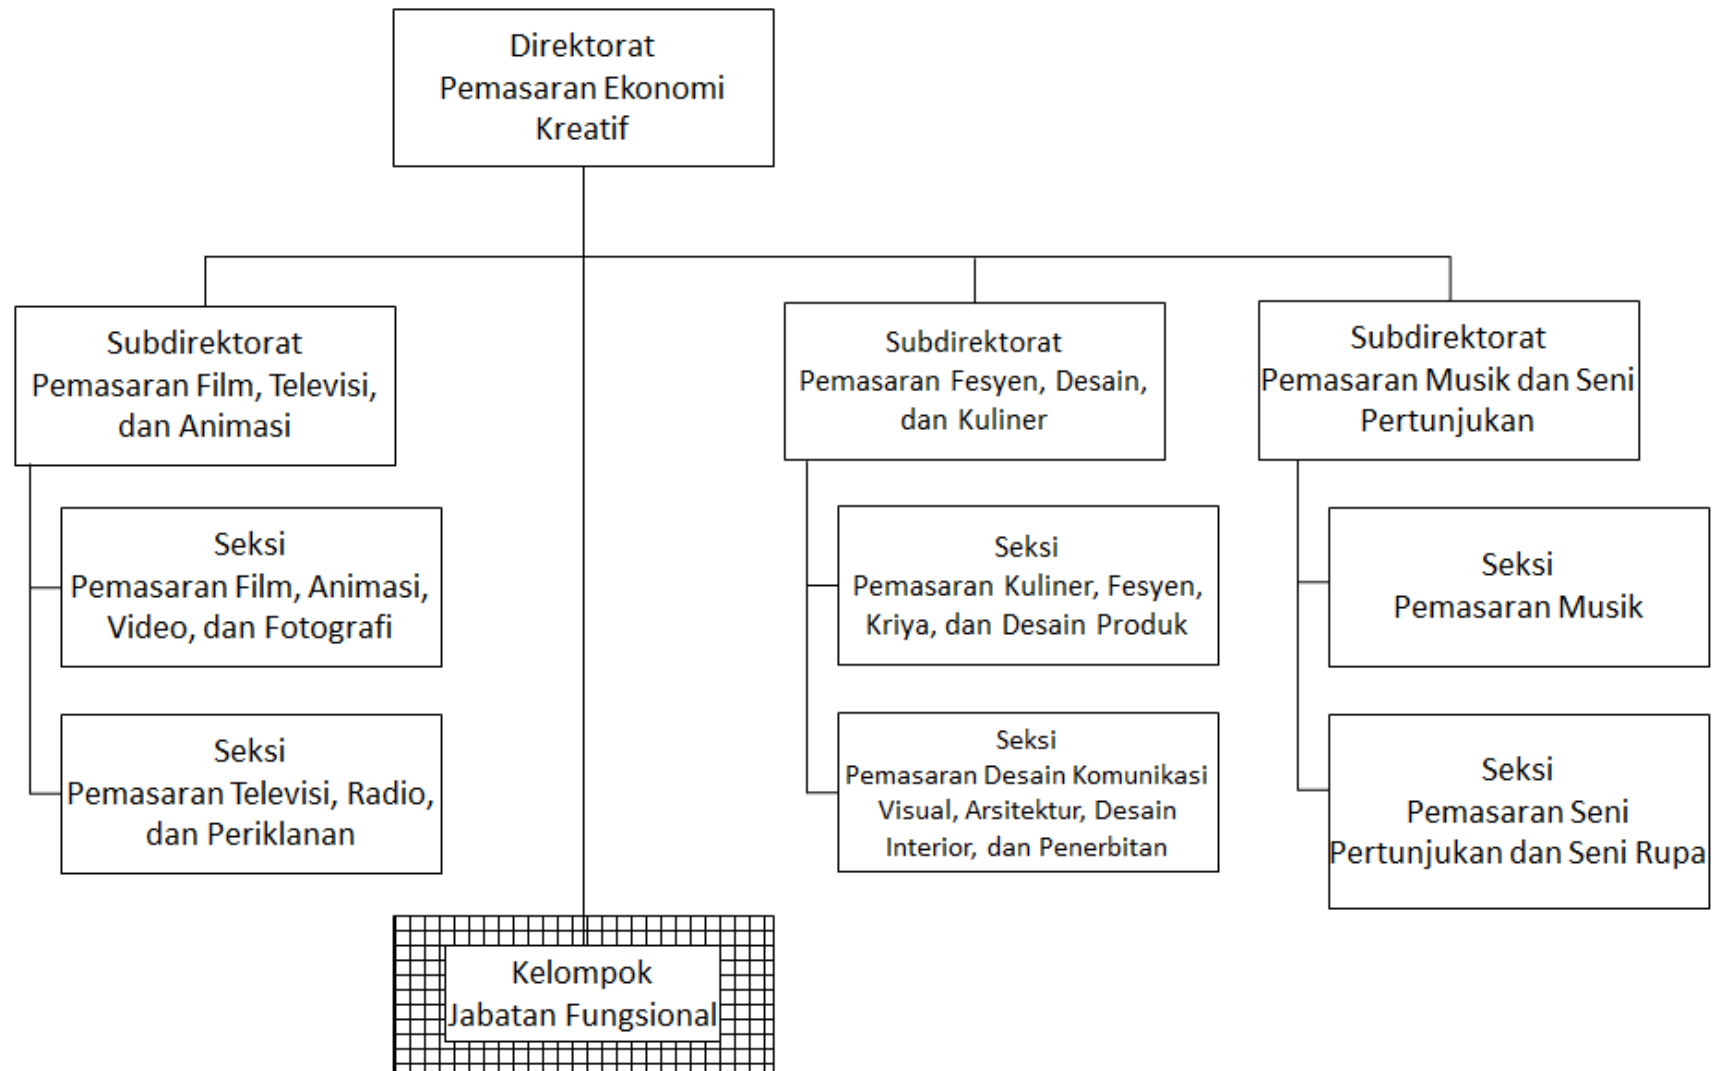 Direktorat
Pemasaran Ekonomi
Kreatif
Subdirektorat
Pemasaran Film, Televisi,
dan Animasi
Subdirektorat
Pemasaran Fesyen, Desain,
dan Kuliner
Subdirektorat
Pemasaran Musik dan Seni
Pertunjukan
Seksi
Pemasaran Film, Animasi,
Video, dan Fotografi
Seksi
Pemasaran Kuliner, Fesyen,
Kriya, dan Desain Produk
Seksi
Pemasaran Musik
Seksi
Pemasaran Televisi, Radio,
dan Periklanan
Seksi
Pemasaran Desain Komunikasi
Visual, Arsitektur, Desain
Interior, dan Penerbitan
Seksi
Pemasaran Seni
Pertunjukan dan Seni Rupa
Kelompok
Jabatan Fungsional